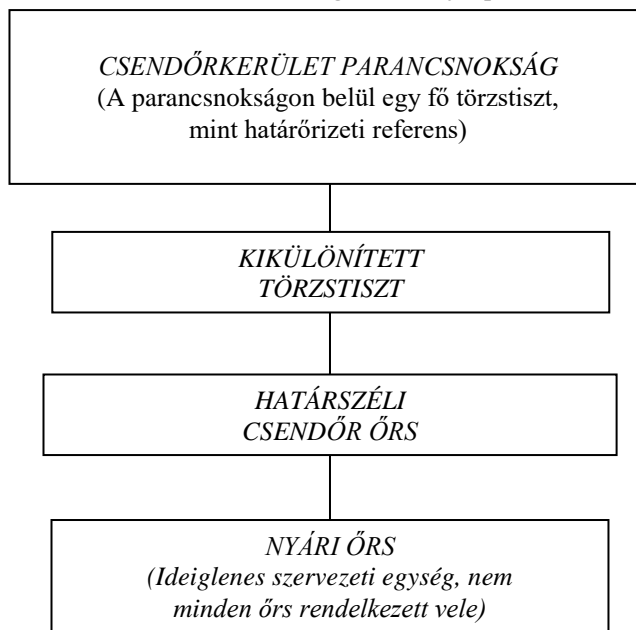 CSENDŐRKERÜLET PARANCSNOKSÁG
(A parancsnokságon belül egy fő törzstiszt,
mint határőrizeti referens)
KIKÜLÖNÍTETT
TÖRZSTISZT
HATÁRSZÉLI
CSENDŐR ŐRS
NYÁRI ŐRS
(Ideiglenes szervezeti egység, nem
minden őrs rendelkezett vele)